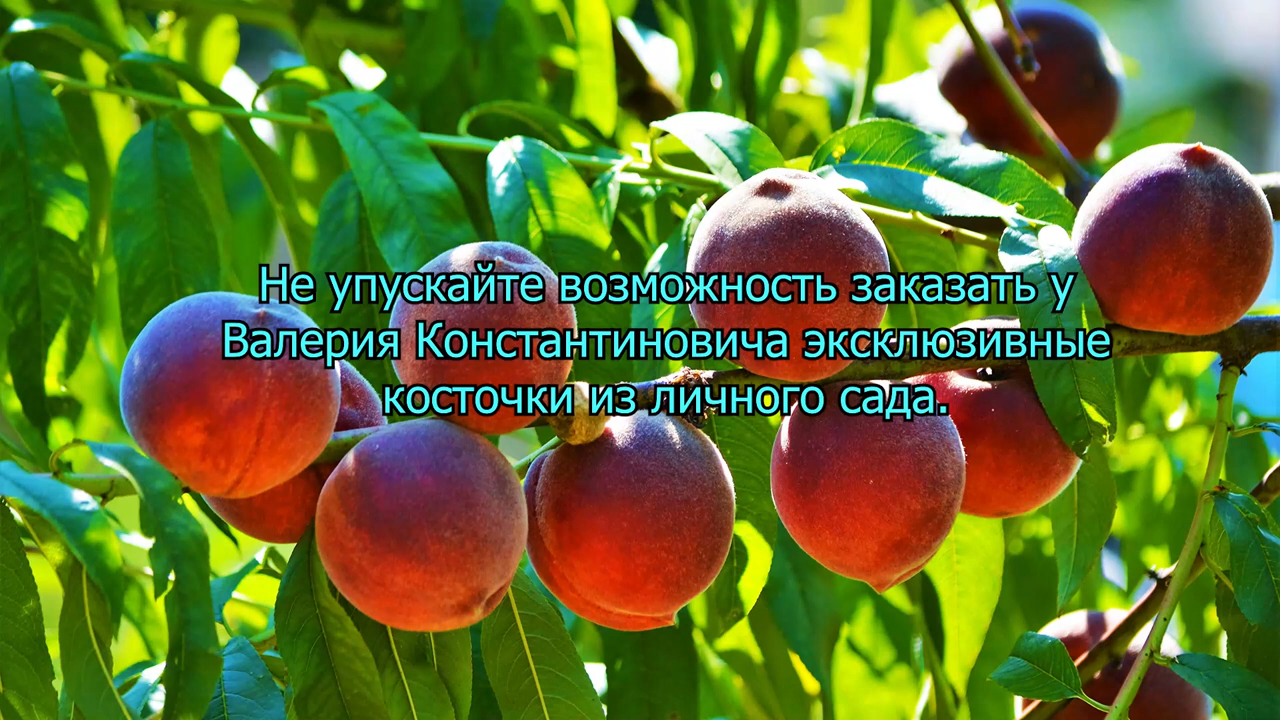 Не упускайте возможность заказать у
Валерия Константиновича эксклюзивные
косточки из личного сада.